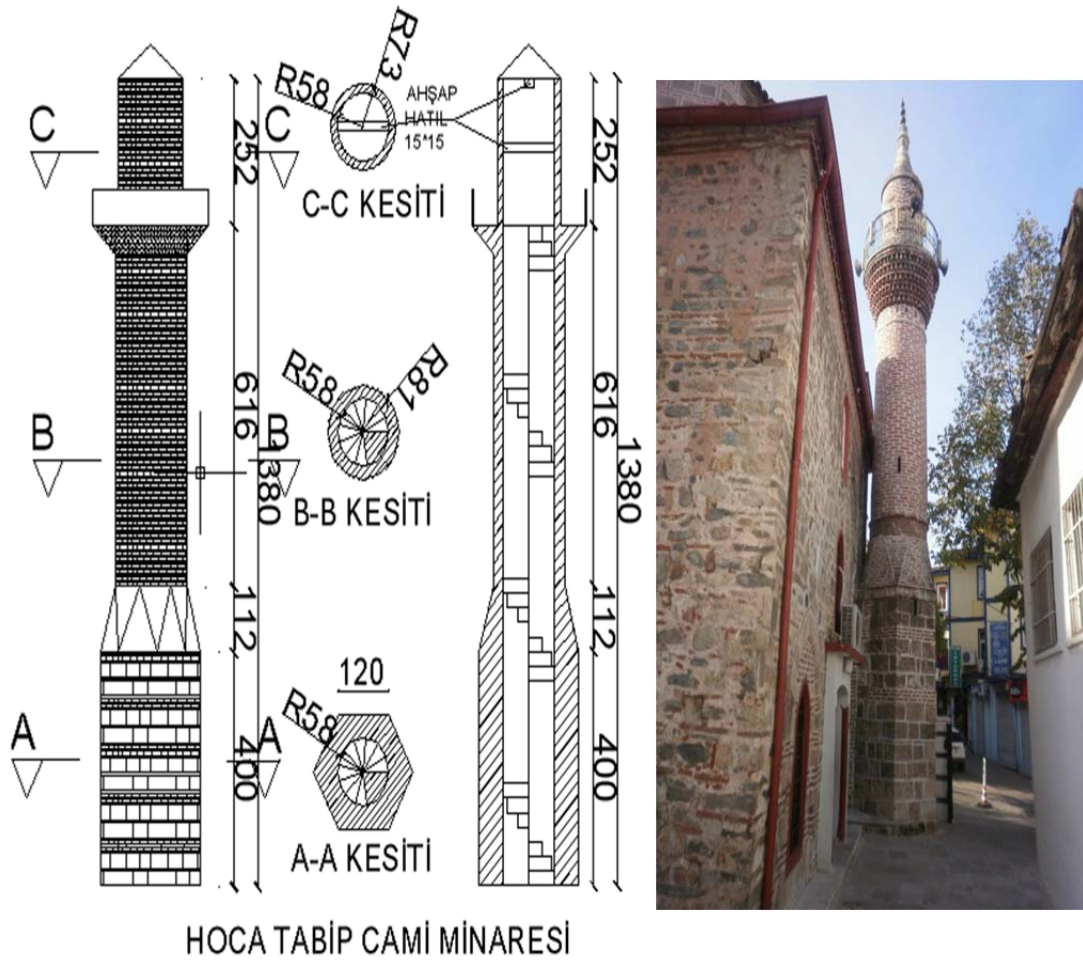 C
B
A
252
616
112
400
1380
R58
R73
C
AHŞAP
HATIL
15*15
C-C KESİTİ
R58
R81
B
B-B KESİTİ
120
R58
A
A-A KESİTİ
252
616
112
400
1380
HOCA TABİP CAMİ MİNARESİ